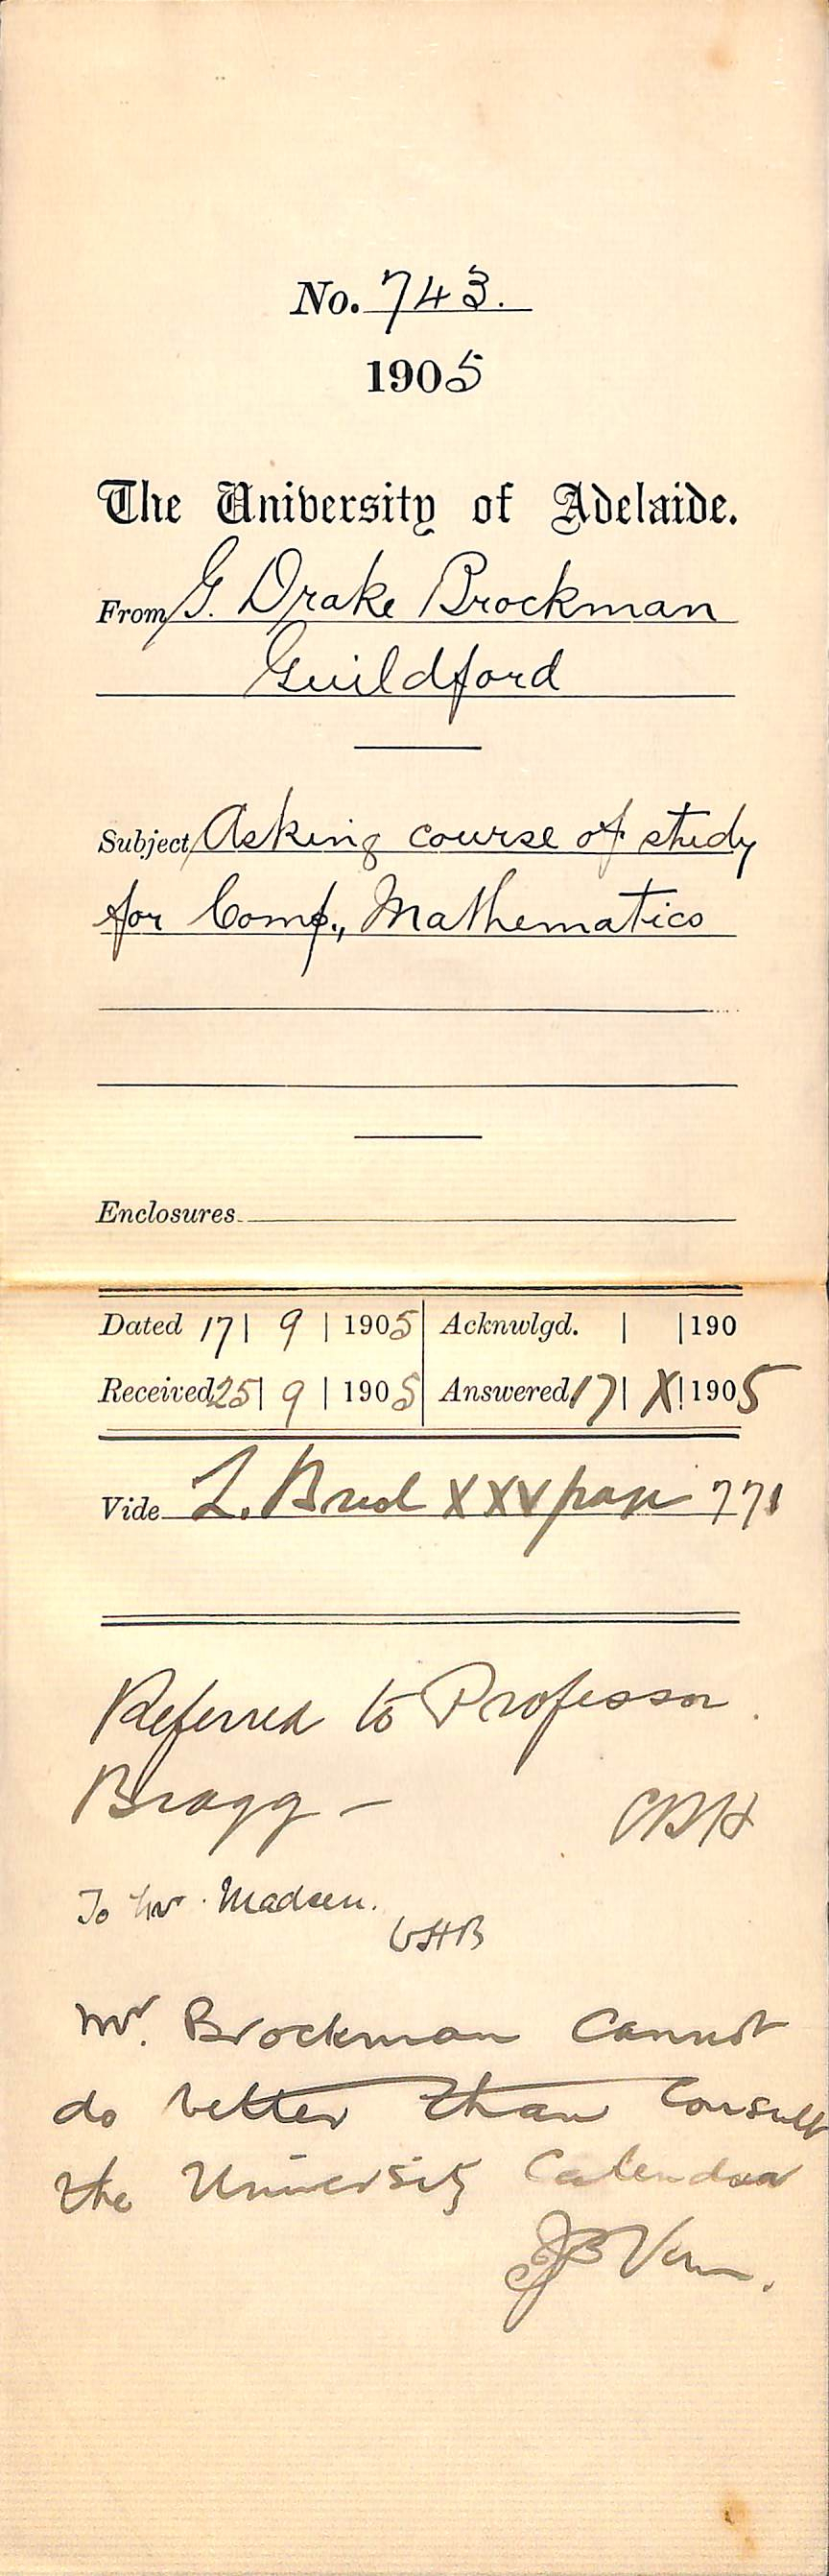 No. 743.
1905
The University of Adelaide.
From G. Drake Brockman
Guildford
Subject Asking course of study
for Comp., Mathematics
Enclosures
Dated 17 | 9 | 1905 Acknwlgd. | | 190
Received 25 | 9 | 1905 Answered 17 | X | 1905
Vide L. XXV page 771
Referred to Professor
Bragg - CRH
To Mr. Madsen.
WHB
Mr. Brockman cannot
do better than consult
the University Calendar